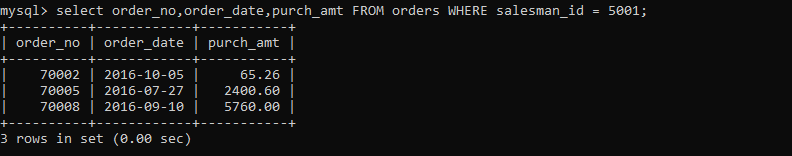 mysql> select order_no,order_date,purch_amt FROM orders WHERE salesman_id = 5001;
+----------+------------+-----------+
| order_no | order_date | purch_amt |
+----------+------------+-----------+
|    70002 | 2016-10-05 |     65.26 |
|    70005 | 2016-07-27 |   2400.60 |
|    70008 | 2016-09-10 |   5760.00 |
+----------+------------+-----------+
3 rows in set (0.00 sec)